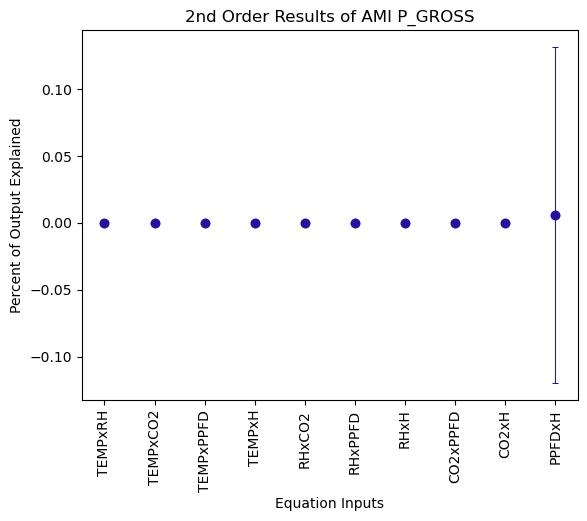 2nd Order Results of AMI P_GROSS
Percent of Output Explained
0.10
0.05
0.00
−0.05
−0.10
TEMPxRH
TEMPxCO2
TEMPxPPFD
TEMPxH
RHxCO2
RHxPPFD
RHxH
CO2xPPFD
CO2xH
PPFDxH
Equation Inputs